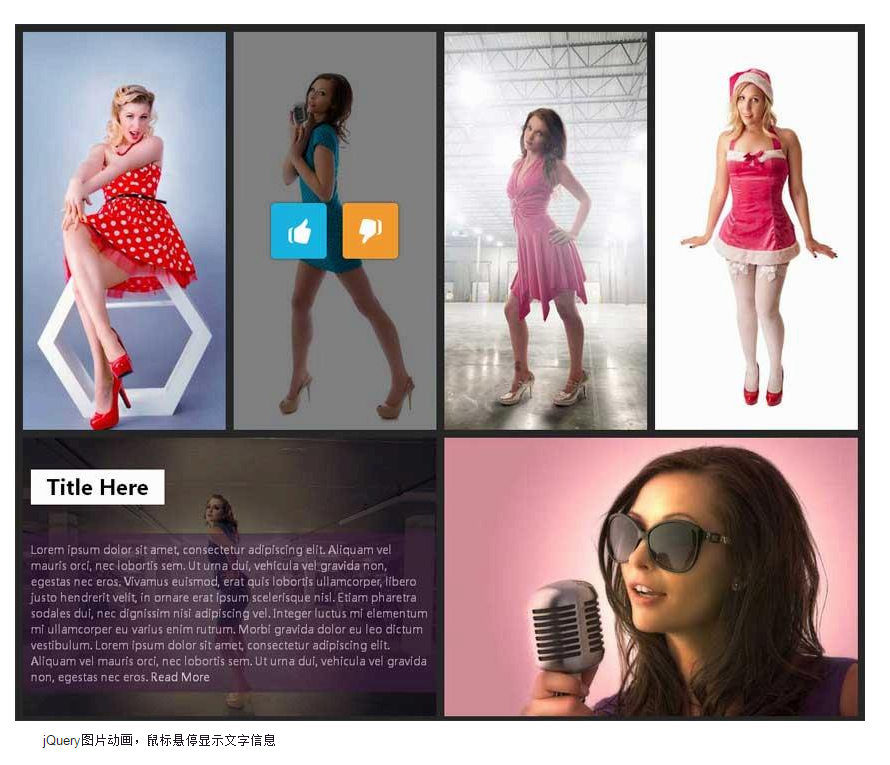 Title Here
Lorem ipsum dolor sit amet, consectetur adipiscing elit. Aliquam vel
mauris orci, nec lobortis sem. Ut urna dui, vehicula vel gravida non,
egestas nec eros. Vivamus euismod, erat quis lobortis ullamcorper, libero
justo hendrerit velit, in ornare erat ipsum scelerisque nisl. Etiam pharetra
sodales dui, nec dignissim nisi adipiscing vel. Integer luctus mi elementum
mi ullamcorper eu varius enim rutrum. Morbi gravida dolor eu leo dictum
vestibulum. Lorem ipsum dolor sit amet, consectetur adipiscing elit.
Aliquam vel mauris orci, nec lobortis sem. Ut urna dui, vehicula vel gravida
non, egestas nec eros. Read More
jQuery图片动画，鼠标悬停显示文字信息